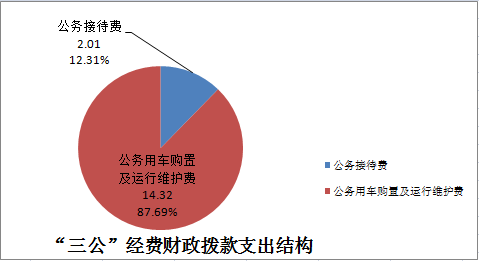 公务接待费
2.01
12.31%
公务用车购置
及运行维护费
14.32
87.69%
公务接待费
公务用车购置及运行维护费
“三公”经费财政拨款支出结构